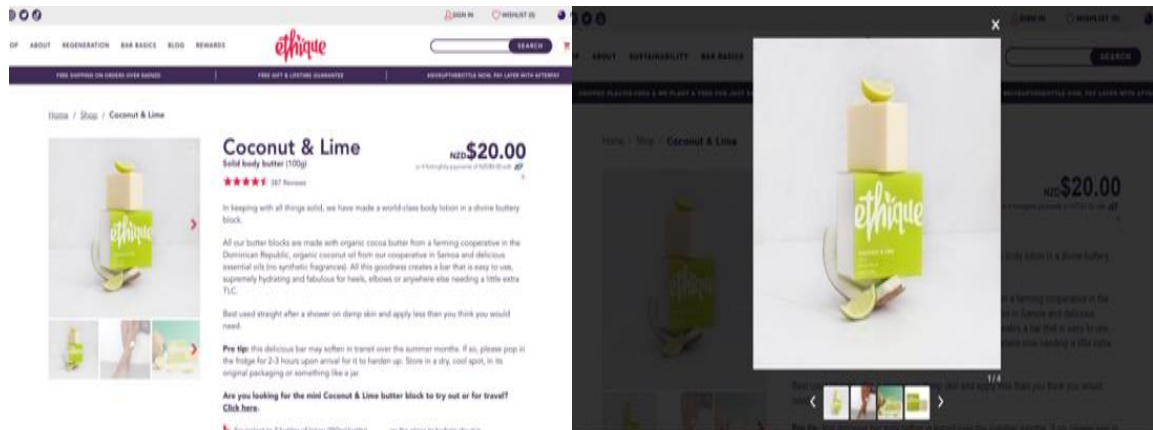 SIGN IN
WISHLIST (0)
ABOUT REGENERATION BAR BASICS BLOG REWARDS
ethique
SEARCH
FREE SHIPPING ON ORDERS OVER
FREE GIFT & LIFETIME GUARANTEE
#GIVEUPTHEBOTTLE NOW, PAY LATER WITH AFTERPAY
Home / Shop / Coconut & Lime
Coconut & Lime
NZD$20.00
Solid body butter (100g)
387 Reviews
In keeping with all things solid, we have made a world-class body lotion in a divine buttery
block.
All our butter blocks are made with organic cocoa butter from a farming cooperative in the
Dominican Republic, organic coconut oil from our cooperative in Samoa and delicious
essential oils (no synthetic fragrances). All this goodness creates a bar that is easy to use,
supremely hydrating and fabulous for heels, elbows or anywhere else needing a little extra
TLC.
Best used straight after a shower on damp skin and apply less than you think you would
need.
Pro tip: this delicious bar may soften in transit over the summer months. If so, please pop in
the fridge for 2-3 hours upon arrival for it to harden up. Store in a dry, cool spot, in its
original packaging or something like a jar.
Are you looking for the mini Coconut & Lime butter block to try out or for travel?
Click here.
ethique
SIGN IN
WISHLIST (0)
ABOUT SUSTAINABILITY BAR BASICS
SEARCH
Home / Shop / Coconut & Lime
NZD$20.00
ethique
COCONUT & LIME
ethique
1/4